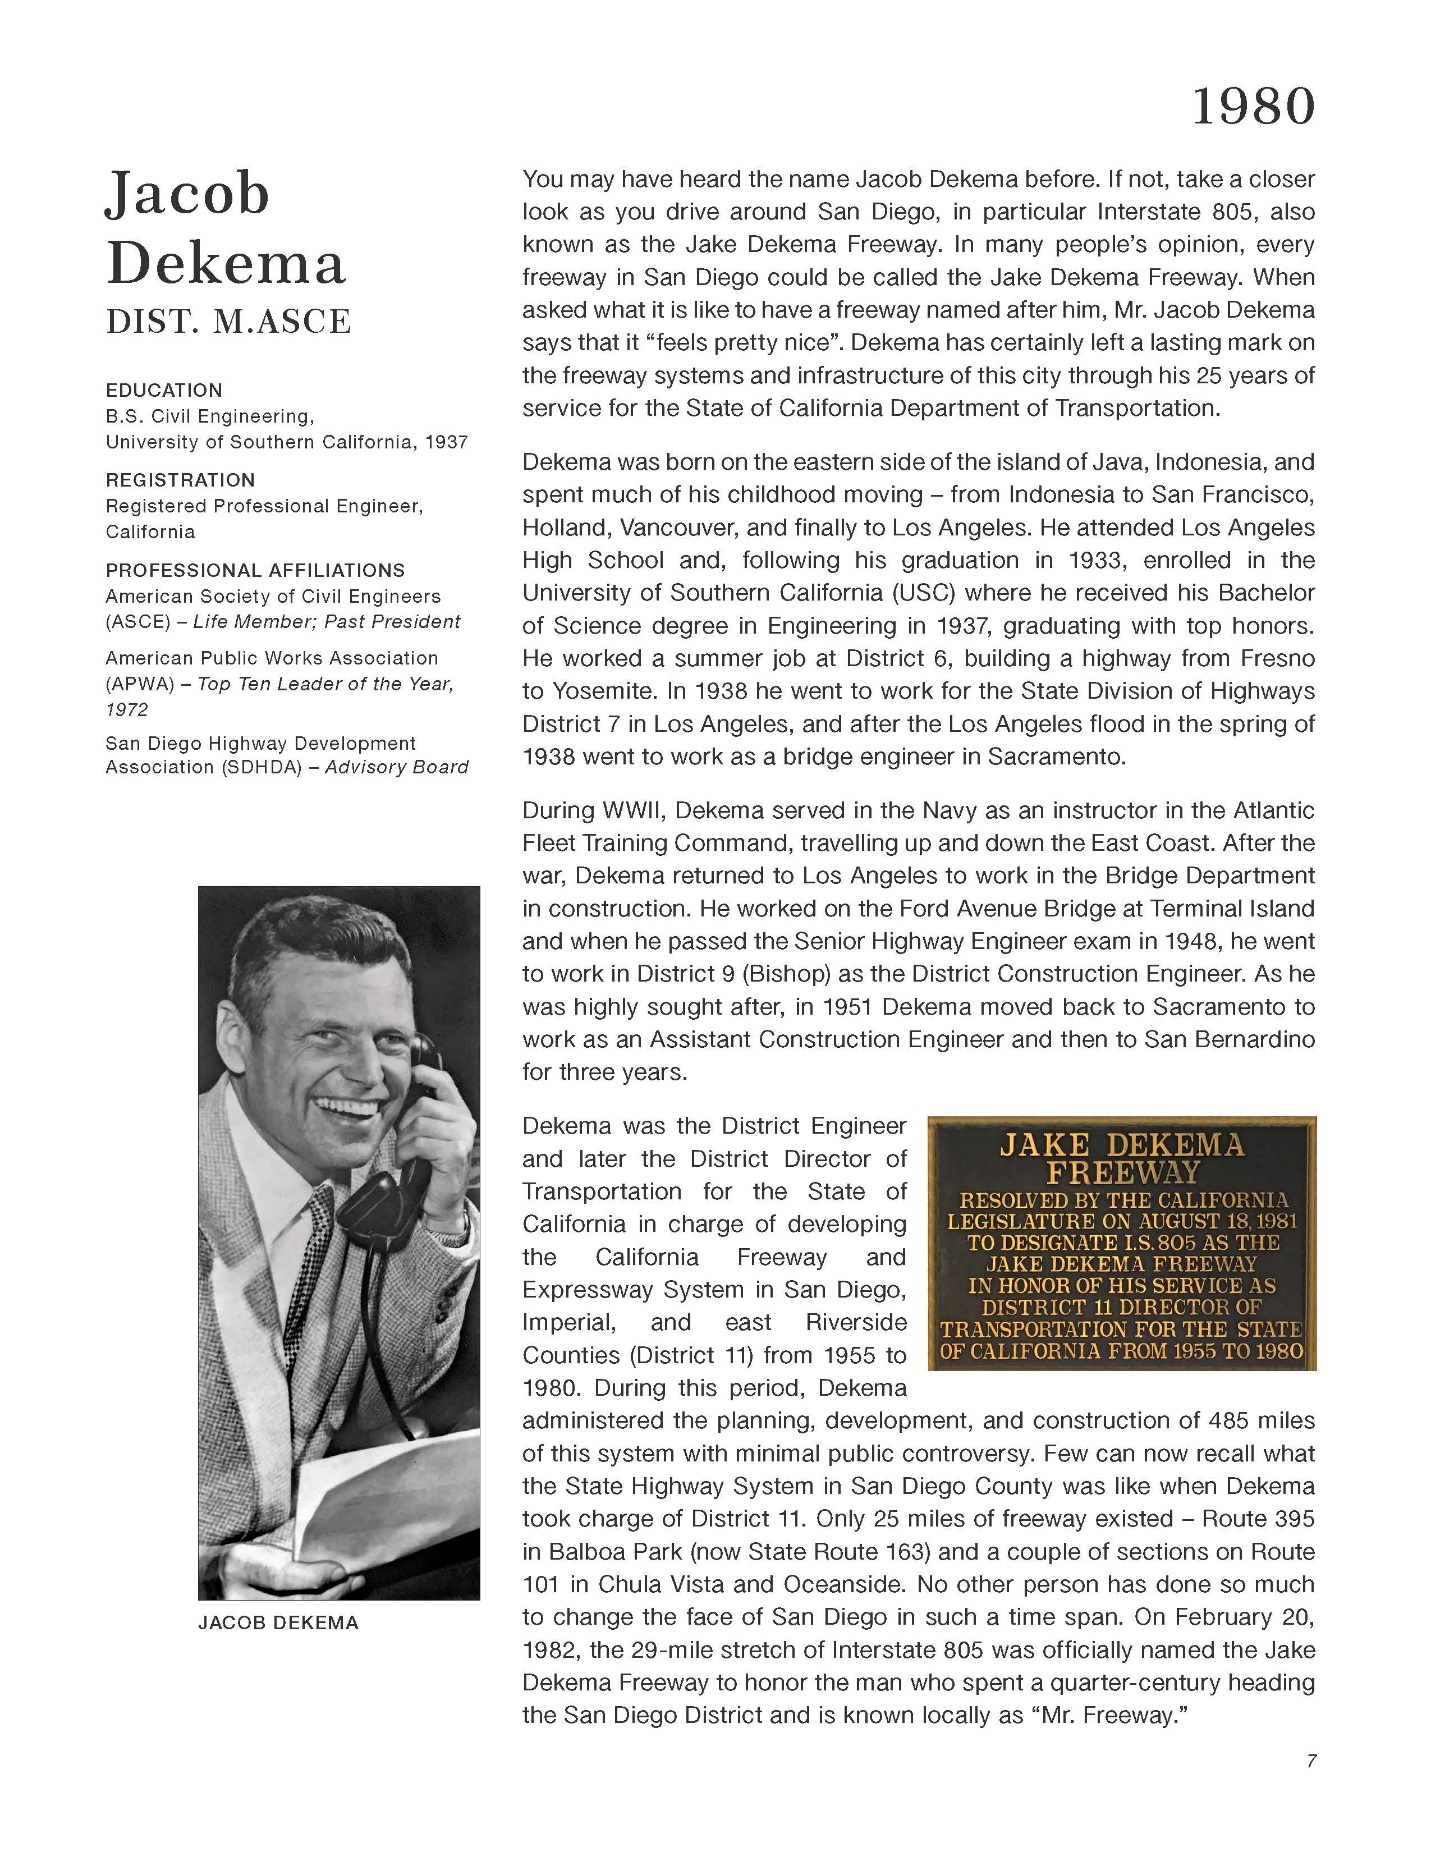 1980
Jacob
Dekema
DIST. M.ASCE
EDUCATION
B.S. Civil Engineering,
University of Southern California, 1937
REGISTRATION
Registered Professional Engineer,
California
PROFESSIONAL AFFILIATIONS
American Society of Civil Engineers
(ASCE) – Life Member; Past President
American Public Works Association
(APWA) – Top Ten Leader of the Year,
1972
San Diego Highway Development
Association (SDHDA) – Advisory Board
JACOB DEKEMA
You may have heard the name Jacob Dekema before. If not, take a closer
look as you drive around San Diego, in particular Interstate 805, also
known as the Jake Dekema Freeway. In many people’s opinion, every
freeway in San Diego could be called the Jake Dekema Freeway. When
asked what it is like to have a freeway named after him, Mr. Jacob Dekema
says that it “feels pretty nice”. Dekema has certainly left a lasting mark on
the freeway systems and infrastructure of this city through his 25 years of
service for the State of California Department of Transportation.
Dekema was born on the eastern side of the island of Java, Indonesia, and
spent much of his childhood moving – from Indonesia to San Francisco,
Holland, Vancouver, and finally to Los Angeles. He attended Los Angeles
High School and, following his graduation in 1933, enrolled in the
University of Southern California (USC) where he received his Bachelor
of Science degree in Engineering in 1937, graduating with top honors.
He worked a summer job at District 6, building a highway from Fresno
to Yosemite. In 1938 he went to work for the State Division of Highways
District 7 in Los Angeles, and after the Los Angeles flood in the spring of
1938 went to work as a bridge engineer in Sacramento.
During WWII, Dekema served in the Navy as an instructor in the Atlantic
Fleet Training Command, travelling up and down the East Coast. After the
war, Dekema returned to Los Angeles to work in the Bridge Department
in construction. He worked on the Ford Avenue Bridge at Terminal Island
and when he passed the Senior Highway Engineer exam in 1948, he went
to work in District 9 (Bishop) as the District Construction Engineer. As he
was highly sought after, in 1951 Dekema moved back to Sacramento to
work as an Assistant Construction Engineer and then to San Bernardino
for three years.
Dekema was the District Engineer
and later the District Director of
Transportation for the State of
California in charge of developing
the California Freeway and
Expressway System in San Diego,
Imperial, and east Riverside
Counties (District 11) from 1955 to
1980. During this period, Dekema
administered the planning, development, and construction of 485 miles
of this system with minimal public controversy. Few can now recall what
the State Highway System in San Diego County was like when Dekema
took charge of District 11. Only 25 miles of freeway existed – Route 395
in Balboa Park (now State Route 163) and a couple of sections on Route
101 in Chula Vista and Oceanside. No other person has done so much
to change the face of San Diego in such a time span. On February 20,
1982, the 29-mile stretch of Interstate 805 was officially named the Jake
Dekema Freeway to honor the man who spent a quarter-century heading
the San Diego District and is known locally as “Mr. Freeway.”
JAKE DEKEMA
FREEWAY
RESOLVED BY THE CALIFORNIA
LEGISLATURE ON AUGUST 18, 1981
TO DESIGNATE I.S. 805 AS THE
JAKE DEKEMA FREEWAY
IN HONOR OF HIS SERVICE AS
DISTRICT 11 DIRECTOR OF
TRANSPORTATION FOR THE STATE
OF CALIFORNIA FROM 1955 TO 1980
7